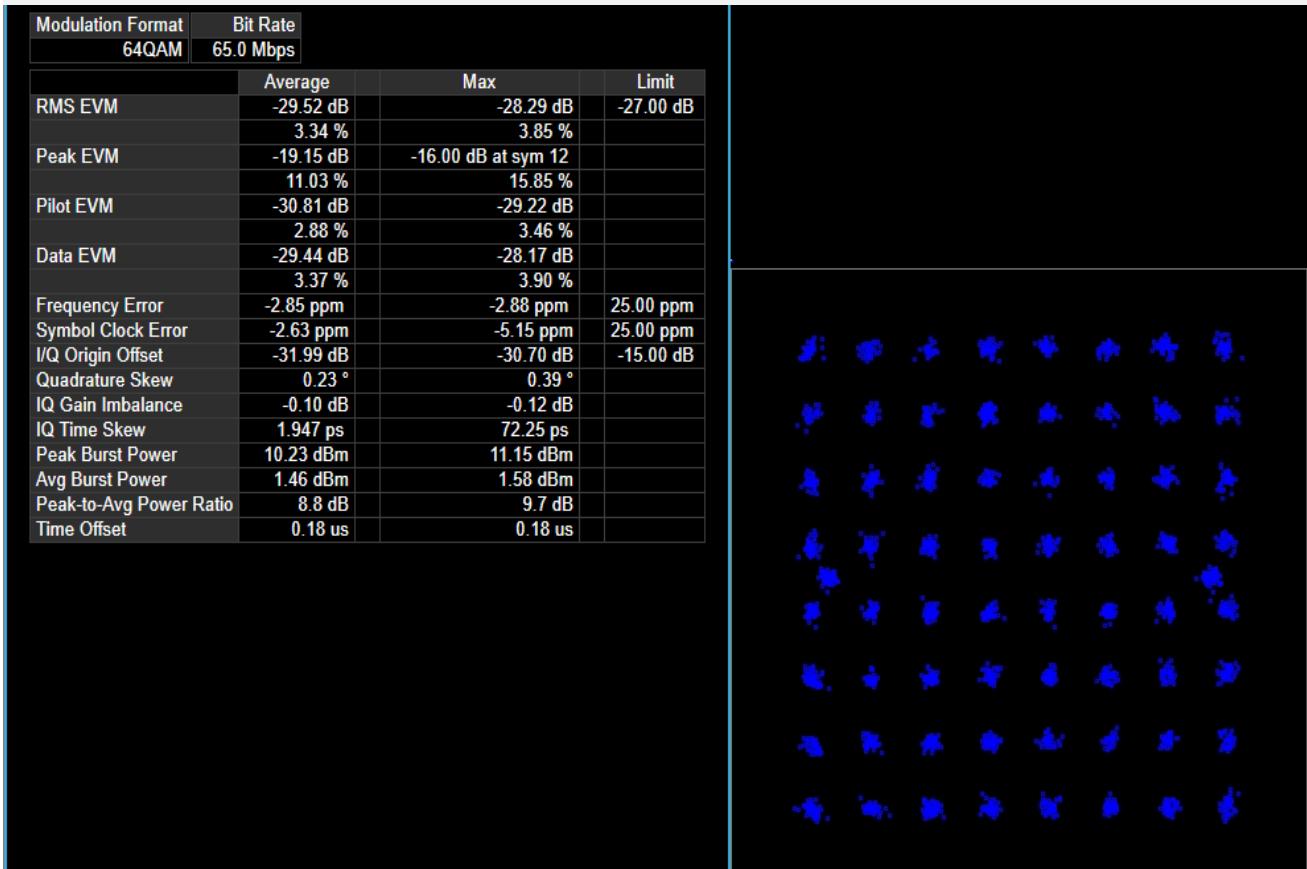 Modulation Format Bit Rate
64QAM 65.0 Mbps
Average Max Limit
RMS EVM -29.52 dB -28.29 dB -27.00 dB
3.34 % 3.85 %
Peak EVM -19.15 dB -16.00 dB at sym 12
11.03 % 15.85 %
Pilot EVM -30.81 dB -29.22 dB
2.88 % 3.46 %
Data EVM -29.44 dB -28.17 dB
3.37 % 3.90 %
Frequency Error -2.85 ppm -2.88 ppm 25.00 ppm
Symbol Clock Error -2.63 ppm -5.15 ppm 25.00 ppm
I/Q Origin Offset -31.99 dB -30.70 dB -15.00 dB
Quadrature Skew 0.23 ° 0.39 °
IQ Gain Imbalance -0.10 dB -0.12 dB
IQ Time Skew 1.947 ps 72.25 ps
Peak Burst Power 10.23 dBm 11.15 dBm
Avg Burst Power 1.46 dBm 1.58 dBm
Peak-to-Avg Power Ratio 8.8 dB 9.7 dB
Time Offset 0.18 us 0.18 us